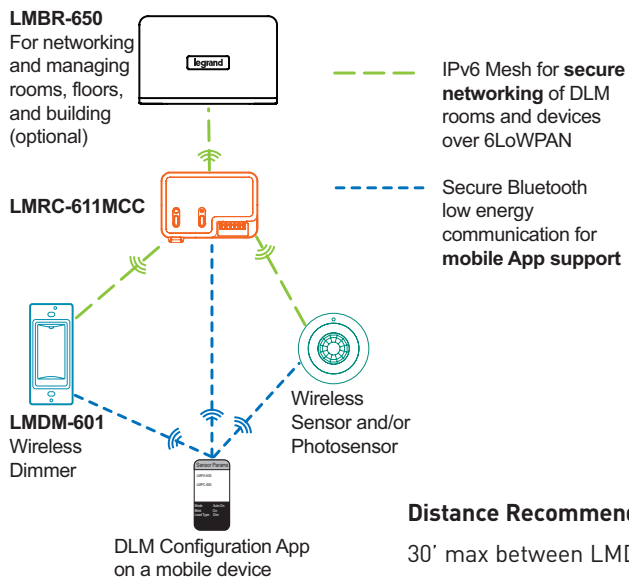 LMBR-650
For networking
and managing
rooms, floors,
and building
(optional)
legrand
IPv6 Mesh for secure
networking of DLM
rooms and devices
over 6LoWPAN
LMRC-611MCC
Secure Bluetooth
low energy
communication for
mobile App support
LMDM-601
Wireless
Dimmer
Wireless
Sensor and/or
Photosensor
Sensor Params
DLM Configuration App
on a mobile device
Distance Recommend
30' max between LMD